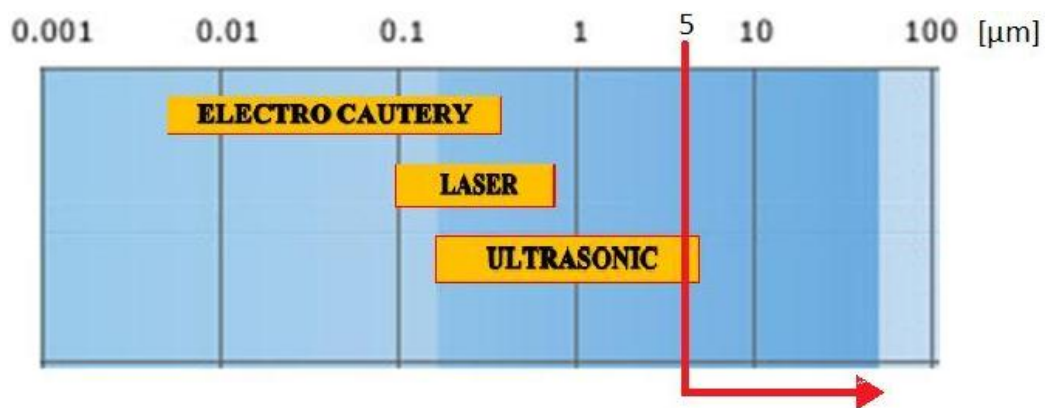 0.001 0.01 0.1 1 5 10 100 [µm]
ELECTRO CAUTERY
LASER
ULTRASONIC